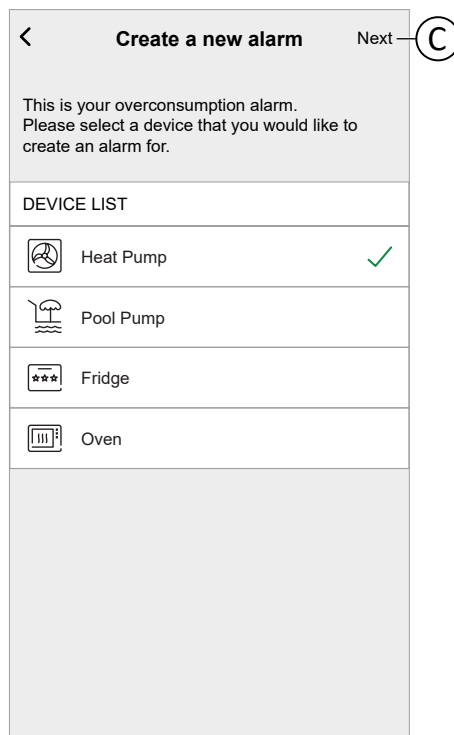 Create a new alarm Next C
This is your overconsumption alarm.
Please select a device that you would like to
create an alarm for.
DEVICE LIST
Heat Pump
Pool Pump
Fridge
Oven